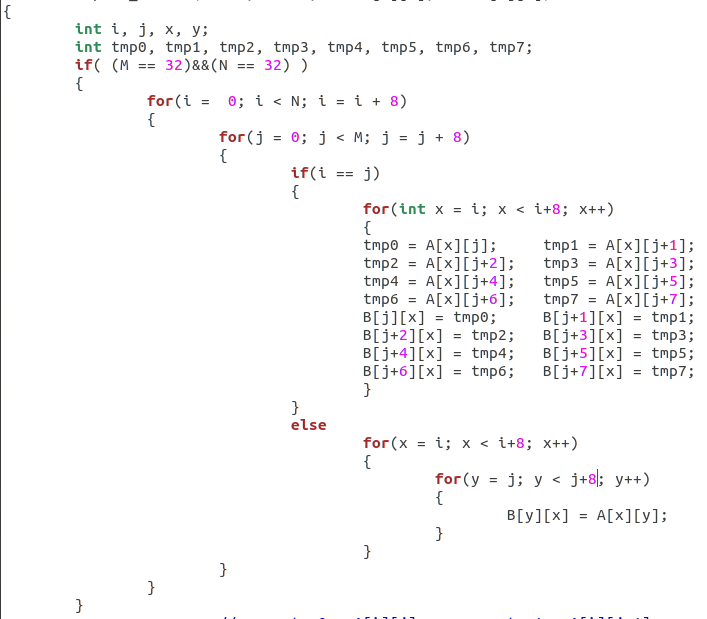 {
int i, j, x, y;
int tmp0, tmp1, tmp2, tmp3, tmp4, tmp5, tmp6, tmp7;
if( (M == 32)&&(N == 32) )
{
for(i =  0; i < N; i = i + 8)
{
for(j = 0; j < M; j = j + 8)
{
if(i == j)
{
for(int x = i; x < i+8; x++)
{
tmp0 = A[x][j];     tmp1 = A[x][j+1];
tmp2 = A[x][j+2];   tmp3 = A[x][j+3];
tmp4 = A[x][j+4];   tmp5 = A[x][j+5];
tmp6 = A[x][j+6];   tmp7 = A[x][j+7];
B[j][x] = tmp0;     B[j+1][x] = tmp1;
B[j+2][x] = tmp2;   B[j+3][x] = tmp3;
B[j+4][x] = tmp4;   B[j+5][x] = tmp5;
B[j+6][x] = tmp6;   B[j+7][x] = tmp7;
}
}
else
for(x = i; x < i+8; x++)
{
for(y = j; y < j+8; y++)
{
B[y][x] = A[x][y];
}
}
}
}
}